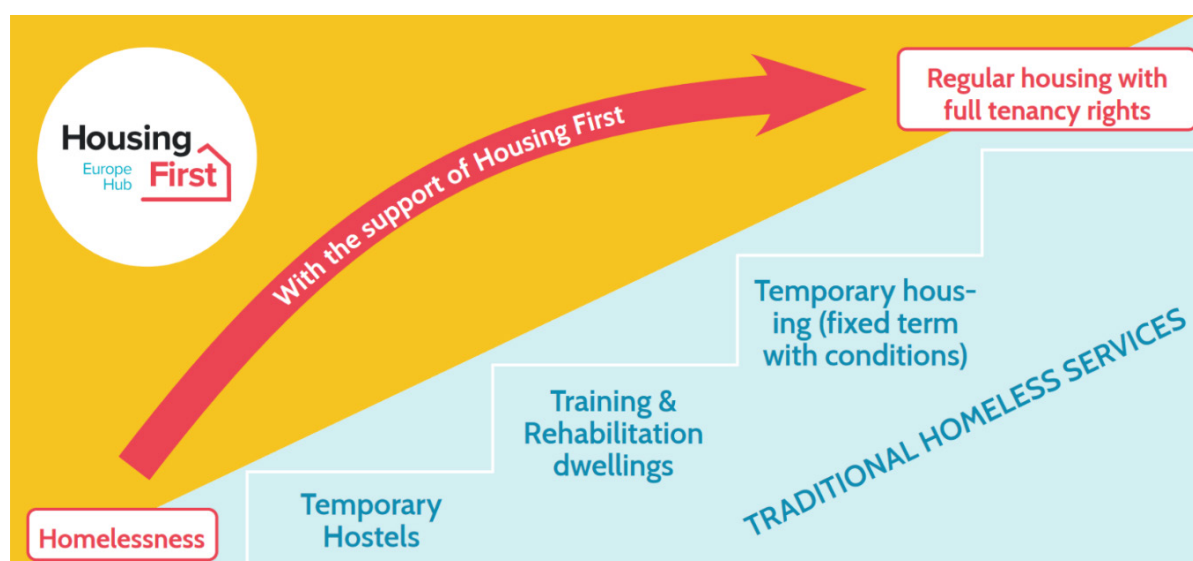 Housing
Europe
Hub
First
With the support of Housing First
Regular housing with
full tenancy rights
Temporary hous-
ing (fixed term
with conditions)
Training &
Rehabilitation
dwellings
TRADITIONAL HOMELESS SERVICES
Temporary
Hostels
Homelessness